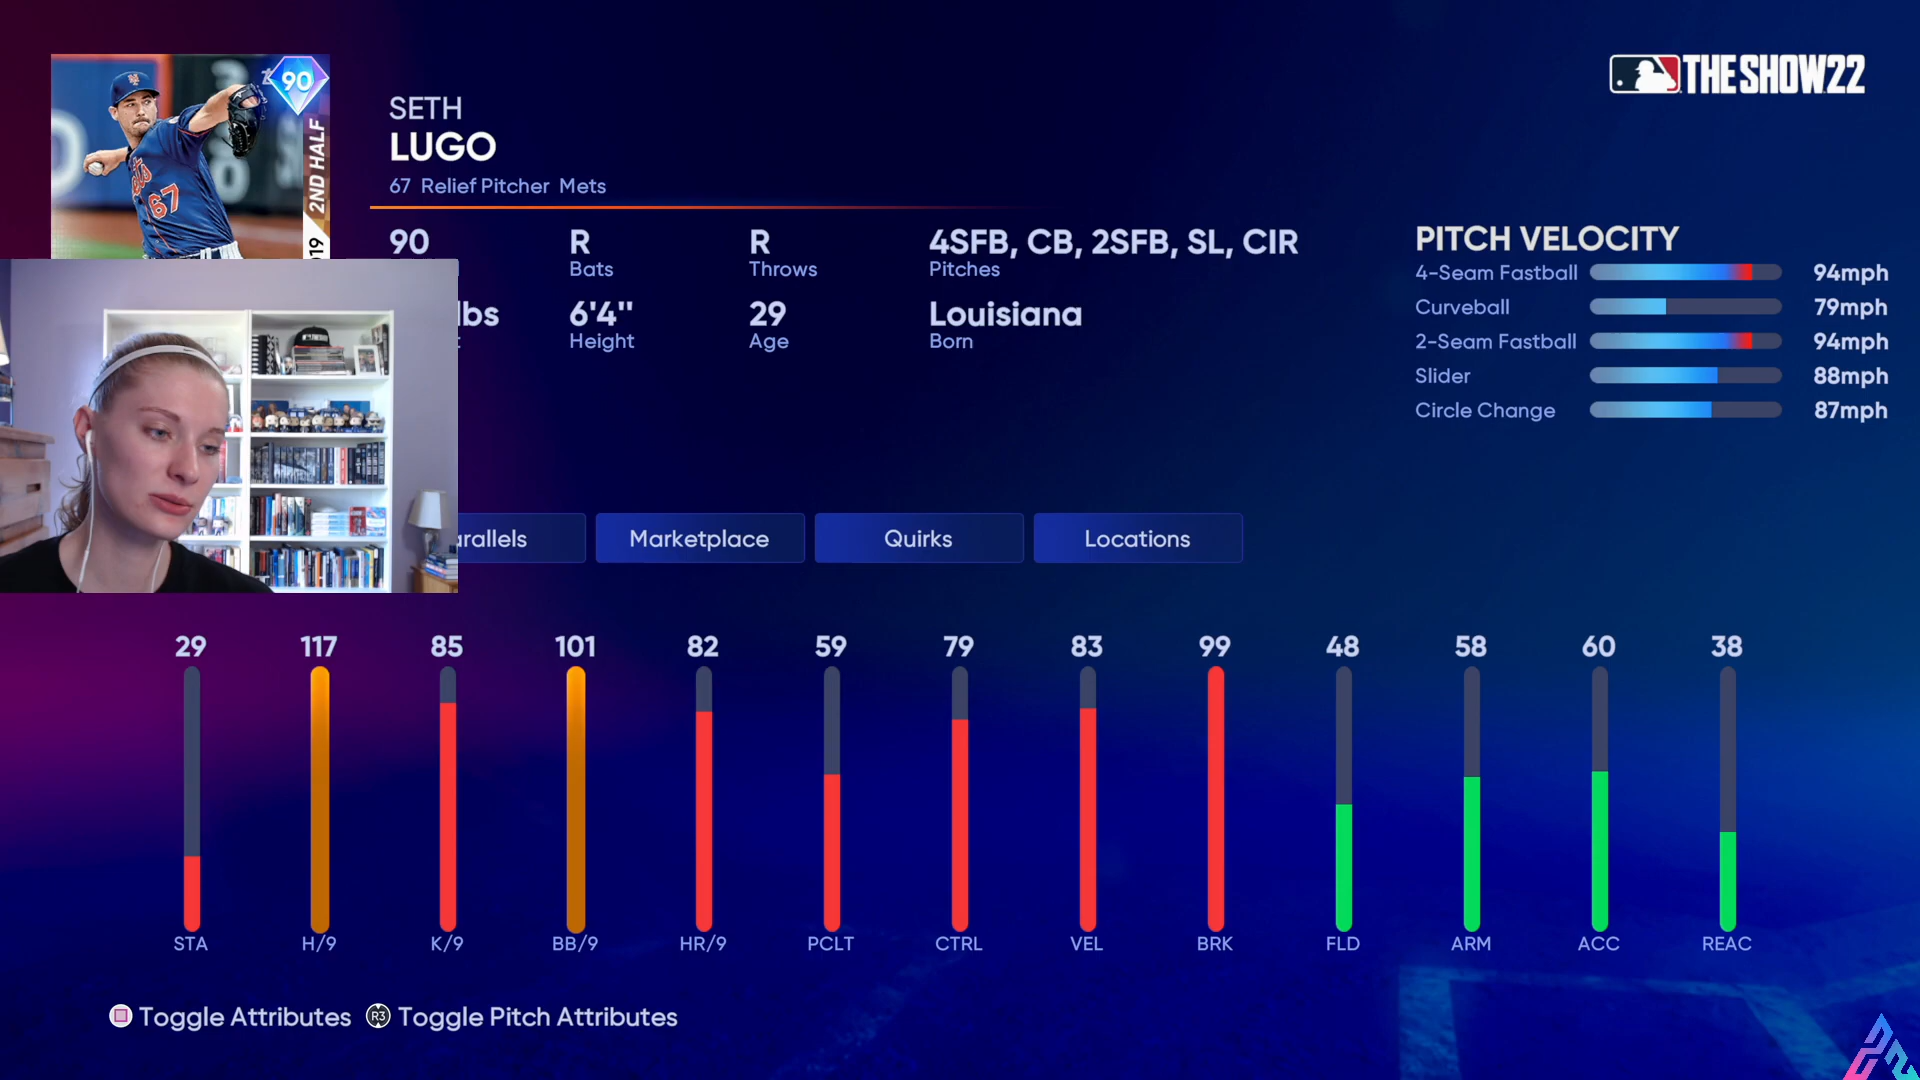 90
2ND HALF
67
THE SHOW 22
SETH
LUGO
67 Relief Pitcher Mets
90
R
Bats
R
Throws
4SFB, CB, 2SFB, SL, CIR
Pitches
lbs
6'4"
Height
29
Age
Louisiana
Born
PITCH VELOCITY
4-Seam Fastball 94mph
Curveball 79mph
2-Seam Fastball 94mph
Slider 88mph
Circle Change 87mph
arallels
Marketplace
Quirks
Locations
29 117 85 101 82 59 79 83 99 48 58 60 38
STA H/9 K/9 BB/9 HR/9 PCLT CTRL VEL BRK FLD ARM ACC REAC
Toggle Attributes R3 Toggle Pitch Attributes